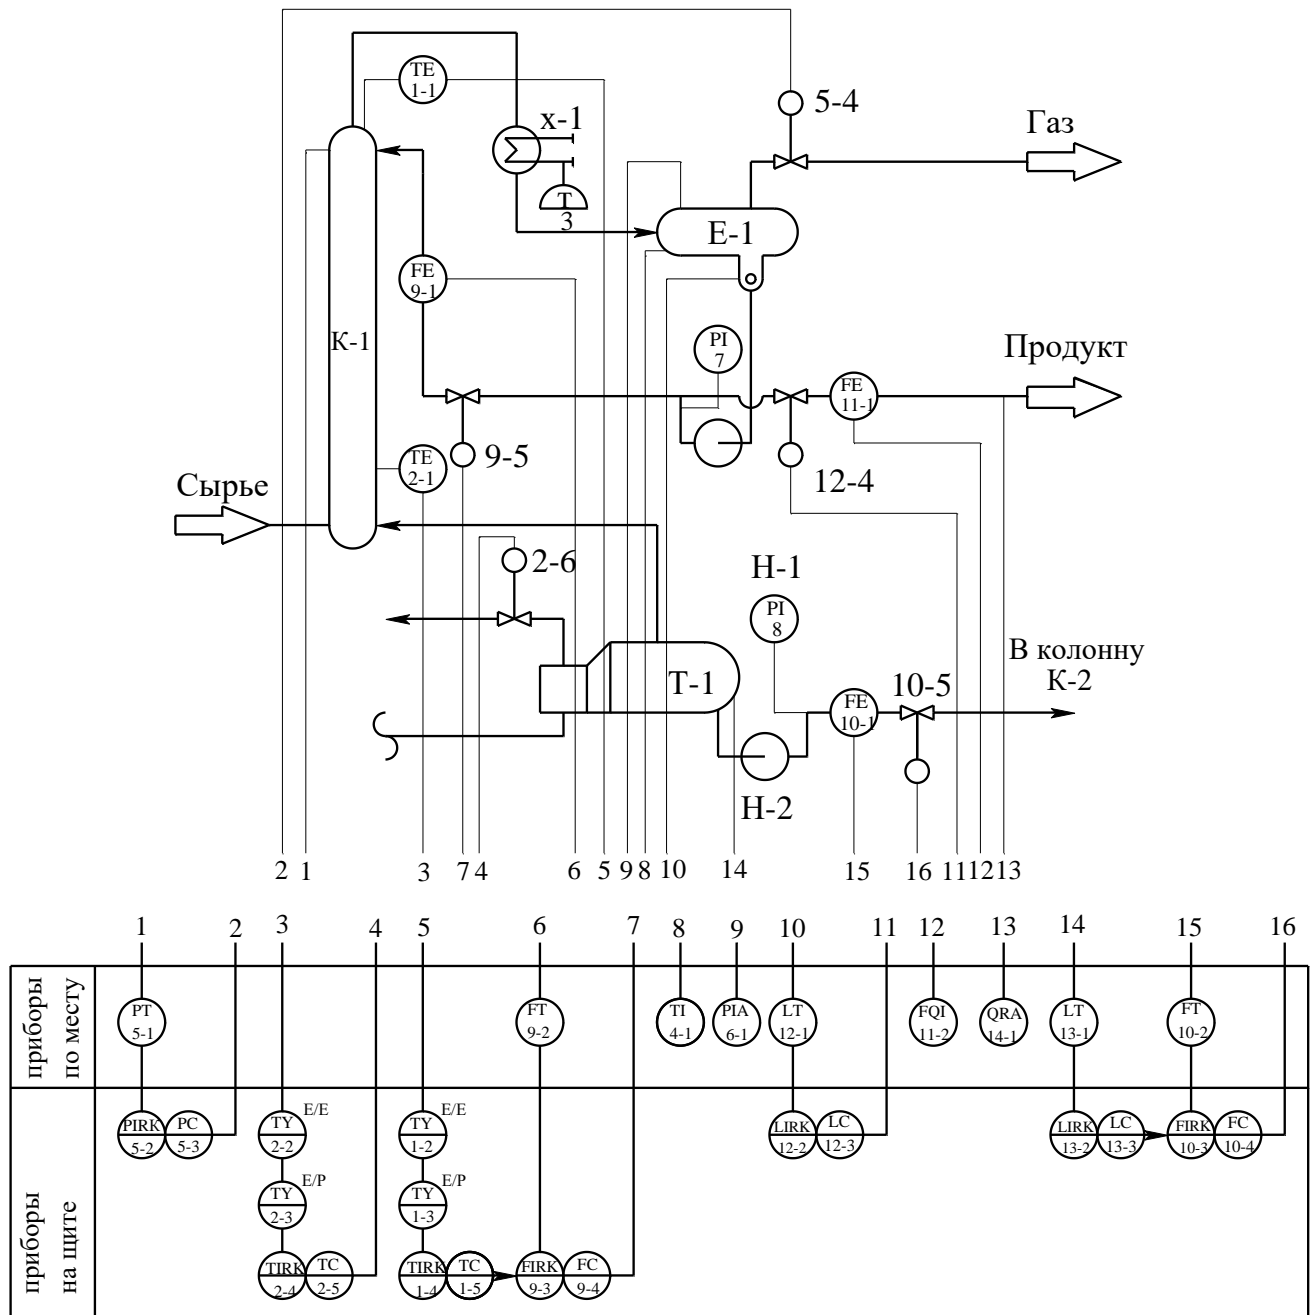 TE
1-1
х-1
5-4
Газ
Т
3
Е-1
FE
9-1
К-1
PI
7
Продукт
FE
11-1
TE
2-1
9-5
12-4
Сырье
2-6
Н-1
PI
8
В колонну
К-2
Т-1
10-5
FE
10-1
Н-2
2 1 3 7 4 6 5 9 8 10 14 15 16 11 12 13
1 2 3 4 5 6 7 8 9 10 11 12 13 14 15 16
приборы
по месту
PT
5-1
FT
9-2
TI
4-1
PIA
6-1
LT
12-1
FQI
11-2
QRA
14-1
LT
13-1
FT
10-2
приборы
на щите
PIRK
5-2
PC
5-3
TY
2-2
E/E
TY
1-2
E/E
LIRK
12-2
LC
12-3
LIRK
13-2
LC
13-3
FIRK
10-3
FC
10-4
TY
2-3
E/P
TY
1-3
E/P
TIRK
2-4
TC
2-5
TIRK
1-4
TC
1-5
FIRK
9-3
FC
9-4